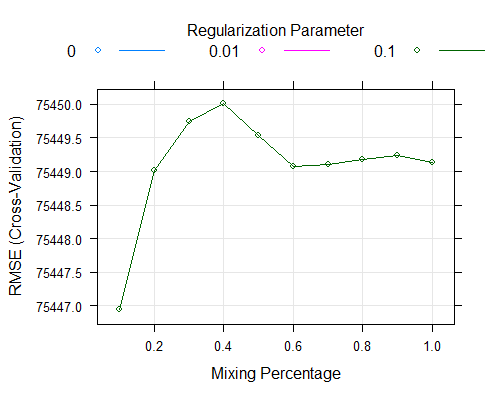 Regularization Parameter
0 0.01 0.1
75450.0
75449.5
75449.0
75448.5
75448.0
75447.5
75447.0
RMSE (Cross-Validation)
0.2 0.4 0.6 0.8 1.0
Mixing Percentage